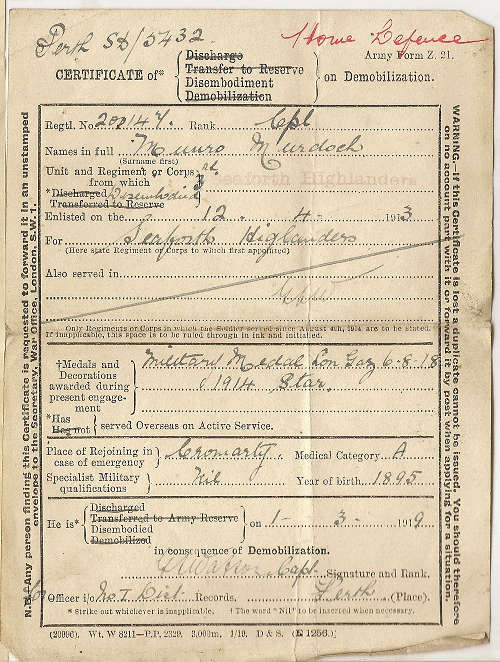 Perth SD/5432
Home Defence
Army Form Z. 21.
CERTIFICATE of* { Discharge
Transfer to Reserve
Disembodiment
Demobilization } on Demobilization.
Regtl. No. 200147. Rank Cpl
Names in full Munro Murdoch
(Surname first)
Unit and Regiment or Corps
from which 3rd Seaforth Highlanders
*Discharged Disembodied
Transferred to Reserve
Enlisted on the 12. 4- 1913
For Seaforth Highlanders
(Here state Regiment or Corps to which first appointed)
Also served in
Only Regiments or Corps in which the Soldier served since August 4th, 1914 are to be stated.
If inapplicable, this space is to be ruled through in ink and initialled.
†Medals and
Decorations
awarded during
present engage-
ment
Military Medal Lon Gaz 6-8-18
1914 Star.
*Has
Has not } served Overseas on Active Service.
Place of Rejoining in
case of emergency } Cromarty. Medical Category A
Specialist Military
qualifications } Nil Year of birth 1895
He is* { Discharged
Transferred to Army Reserve
Disembodied
Demobilized } on 1- 3- 1919
in consequence of Demobilization.
Capt. Signature and Rank.
Officer i/c No. 1 Dist Records. Perth (Place).
* Strike out whichever is inapplicable. † The word "Nil" to be inserted when necessary.
(20996). Wt. W 8211—P.P. 2329. 3,000m. 1/19. D & S. (E 1256.)
N.B. Any person finding this Certificate is requested to forward it in an unstamped
envelope to the Secretary, War Office, London, S.W. 1.
WARNING.—If this Certificate is lost a duplicate cannot be issued. You should therefore
on no account part with it or forward it by post when applying for a situation.